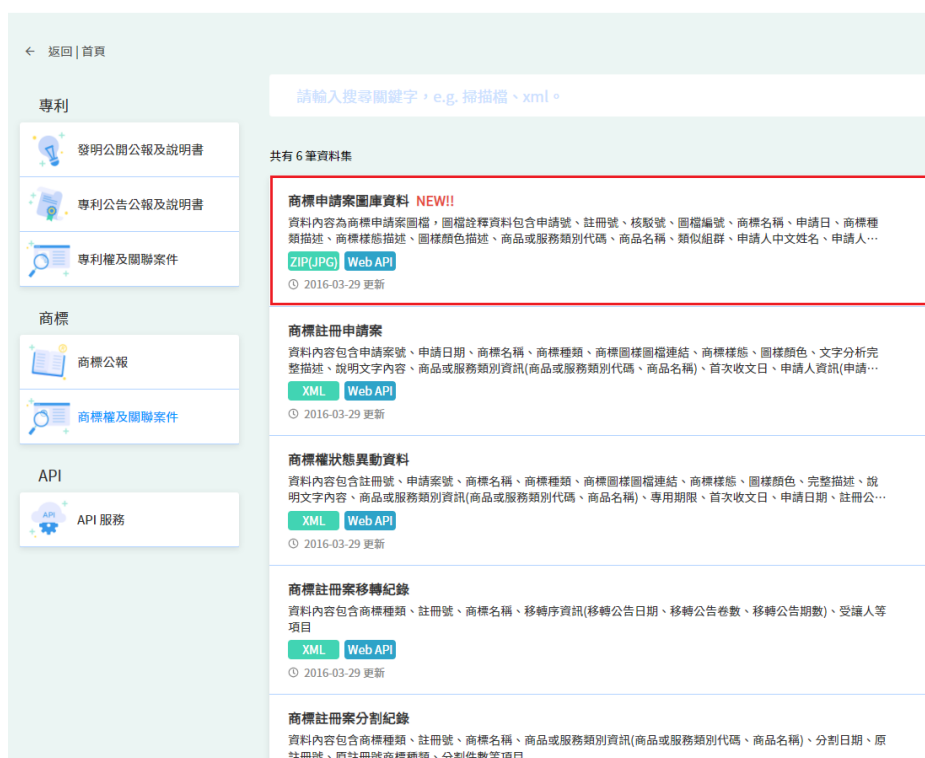 ← 返回 | 首頁
專利
發明公開公報及說明書
專利公告公報及說明書
專利權及關聯案件
商標
商標公報
商標權及關聯案件
API
API
API 服務
請輸入搜尋關鍵字，e.g. 掃描檔、xml。
共有 6 筆資料集
商標申請案圖庫資料 NEW!!
資料內容為商標申請案圖檔，圖檔詮釋資料包含申請號、註冊號、核駁號、圖檔編號、商標名稱、申請日、商標種
類描述、商標樣態描述、圖樣顏色描述、商品或服務類別代碼、商品名稱、類似組群、申請人中文姓名、申請人…
ZIP(JPG) Web API
2016-03-29 更新
商標註冊申請案
資料內容包含申請案號、申請日期、商標名稱、商標種類、商標圖樣圖檔連結、商標樣態、圖樣顏色、文字分析完
整描述、說明文字內容、商品或服務類別資訊(商品或服務類別代碼、商品名稱)、首次收文日、申請人資訊(申請…
XML Web API
2016-03-29 更新
商標權狀態異動資料
資料內容包含註冊號、申請案號、商標名稱、商標種類、商標圖樣圖檔連結、商標樣態、圖樣顏色、完整描述、說
明文字內容、商品或服務類別資訊(商品或服務類別代碼、商品名稱)、專用期限、首次收文日、申請日期、註冊公…
XML Web API
2016-03-29 更新
商標註冊案移轉紀錄
資料內容包含商標種類、註冊號、商標名稱、移轉序資訊(移轉公告日期、移轉公告卷數、移轉公告期數)、受讓人等
項目
XML Web API
2016-03-29 更新
商標註冊案分割紀錄
資料內容包含商標種類、註冊號、商標名稱、商品或服務類別資訊(商品或服務類別代碼、商品名稱)、分割日期、原
註冊號、原註冊號商標種類、分割件數等項目